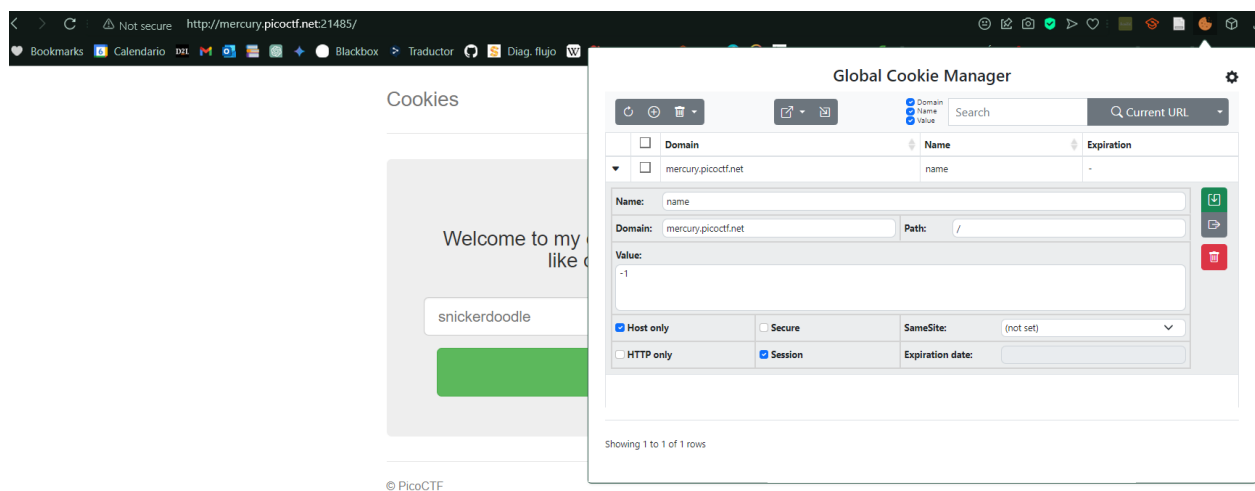 Not secure http://mercury.picoctf.net:21485/
Bookmarks Calendario Blackbox Traductor Diag. flujo
Cookies
Welcome to my
like
snickerdoodle
© PicoCTF
Global Cookie Manager
Domain
Name
Value
Search
Current URL
Domain Name Expiration
mercury.picoctf.net name -
Name: name
Domain: mercury.picoctf.net Path: /
Value:
-1
Host only Secure SameSite: (not set)
HTTP only Session Expiration date:
Showing 1 to 1 of 1 rows